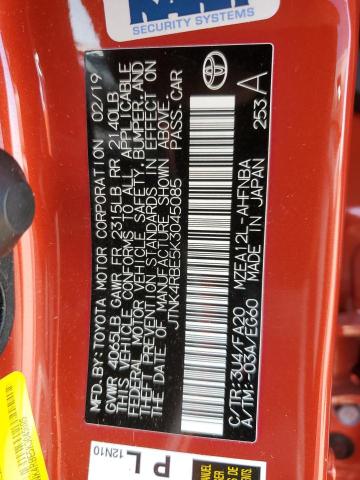 SECURITY SYSTEMS
MFD. BY: TOYOTA MOTOR CORPORATION 02/19
GVWR 4055LB GAWR FR 2315LB RR 2140LB
THIS VEHICLE CONFORMS TO ALL APPLICABLE
FEDERAL MOTOR VEHICLE SAFETY, BUMPER, AND
THEFT PREVENTION STANDARDS IN EFFECT ON
THE DATE OF MANUFACTURE SHOWN ABOVE.
JTNK4RBE5K3045085 PASS.CAR
253 A
C/TR: 3U4/FA20 MZEA12L-AHFNBA
A/TM: -03A/E660 MADE IN JAPAN
P L
12N10
MANUEL